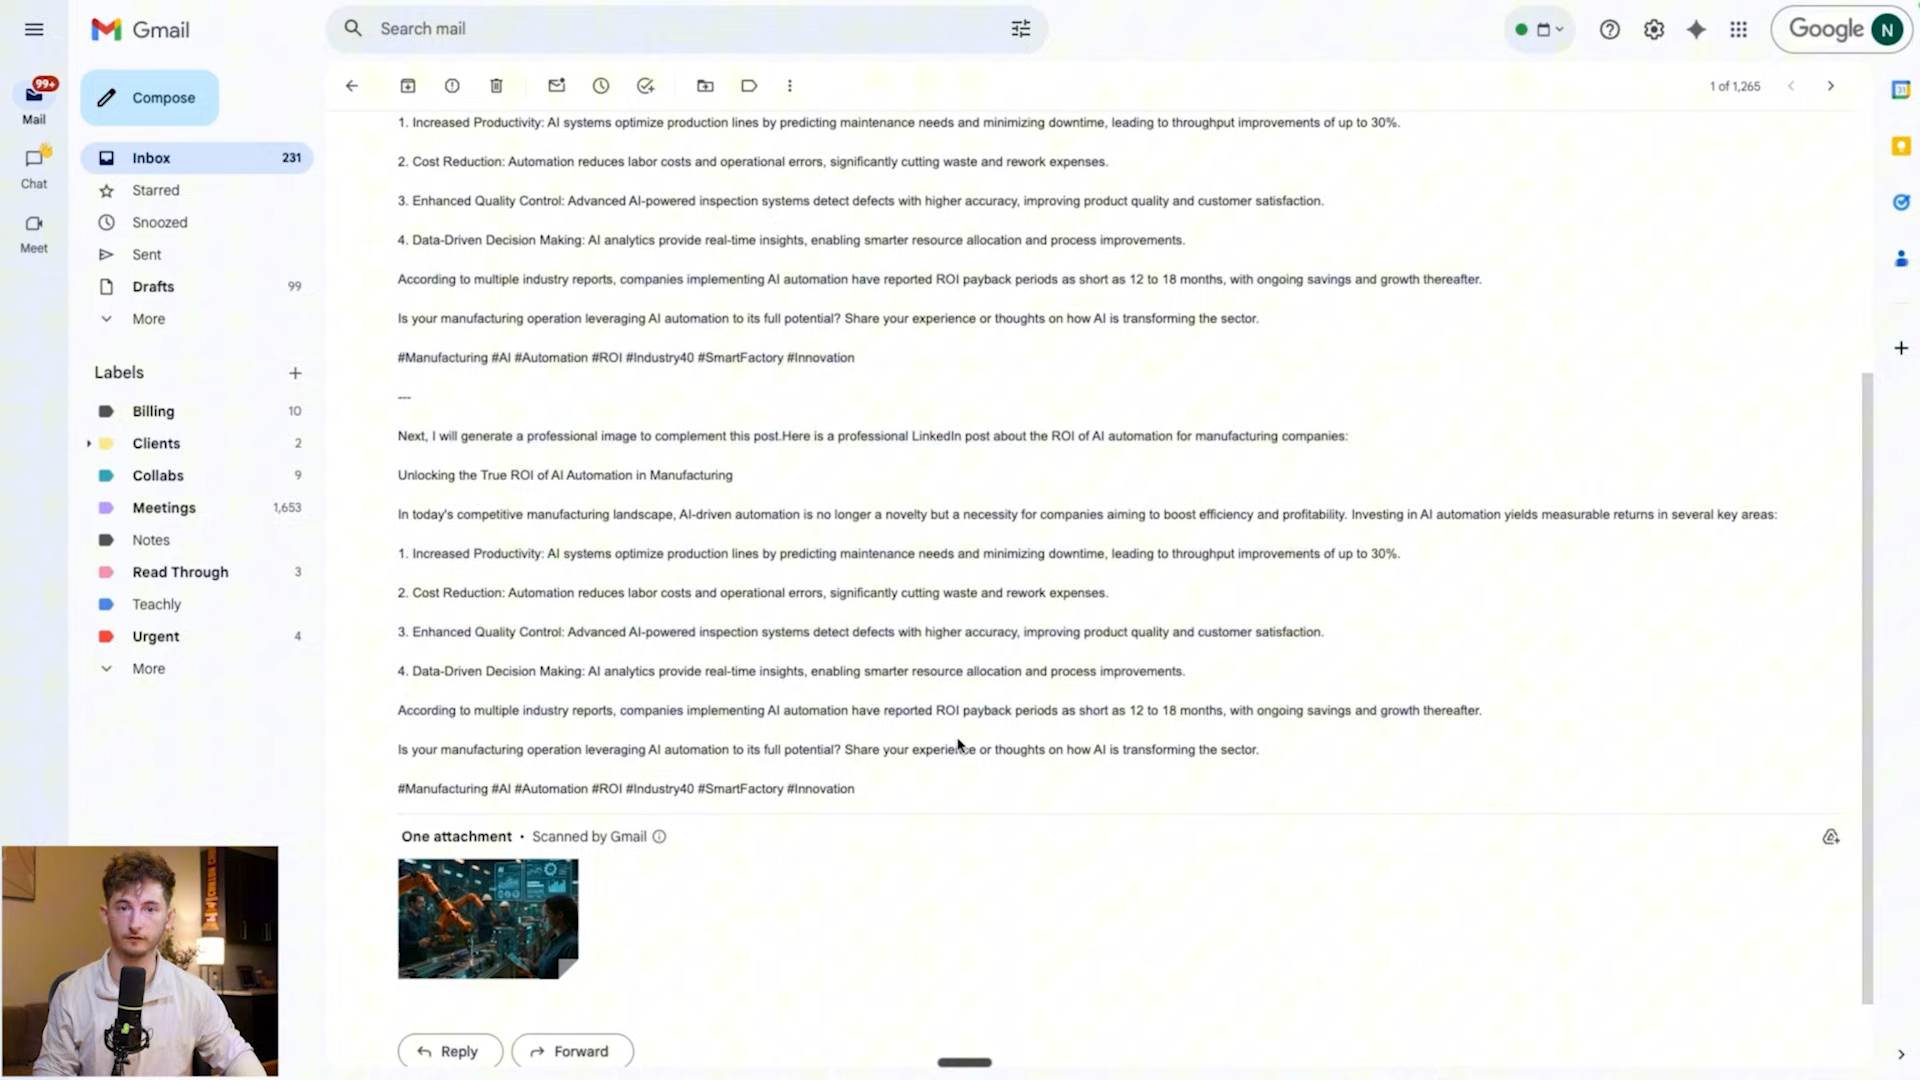 Gmail
Search mail
Google
N
99+
Mail
Chat
Meet
Compose
Inbox 231
Starred
Snoozed
Sent
Drafts 99
More
Labels
Billing 10
Clients 2
Collabs 9
Meetings 1,653
Notes
Read Through 3
Teachly
Urgent 4
More
1 of 1,265
1. Increased Productivity: AI systems optimize production lines by predicting maintenance needs and minimizing downtime, leading to throughput improvements of up to 30%.
2. Cost Reduction: Automation reduces labor costs and operational errors, significantly cutting waste and rework expenses.
3. Enhanced Quality Control: Advanced AI-powered inspection systems detect defects with higher accuracy, improving product quality and customer satisfaction.
4. Data-Driven Decision Making: AI analytics provide real-time insights, enabling smarter resource allocation and process improvements.
According to multiple industry reports, companies implementing AI automation have reported ROI payback periods as short as 12 to 18 months, with ongoing savings and growth thereafter.
Is your manufacturing operation leveraging AI automation to its full potential? Share your experience or thoughts on how AI is transforming the sector.
#Manufacturing #AI #Automation #ROI #Industry40 #SmartFactory #Innovation
---
Next, I will generate a professional image to complement this post.Here is a professional LinkedIn post about the ROI of AI automation for manufacturing companies:
Unlocking the True ROI of AI Automation in Manufacturing
In today's competitive manufacturing landscape, AI-driven automation is no longer a novelty but a necessity for companies aiming to boost efficiency and profitability. Investing in AI automation yields measurable returns in several key areas:
1. Increased Productivity: AI systems optimize production lines by predicting maintenance needs and minimizing downtime, leading to throughput improvements of up to 30%.
2. Cost Reduction: Automation reduces labor costs and operational errors, significantly cutting waste and rework expenses.
3. Enhanced Quality Control: Advanced AI-powered inspection systems detect defects with higher accuracy, improving product quality and customer satisfaction.
4. Data-Driven Decision Making: AI analytics provide real-time insights, enabling smarter resource allocation and process improvements.
According to multiple industry reports, companies implementing AI automation have reported ROI payback periods as short as 12 to 18 months, with ongoing savings and growth thereafter.
Is your manufacturing operation leveraging AI automation to its full potential? Share your experience or thoughts on how AI is transforming the sector.
#Manufacturing #AI #Automation #ROI #Industry40 #SmartFactory #Innovation
One attachment • Scanned by Gmail
Reply
Forward